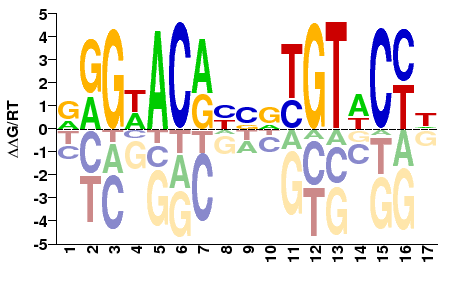 5
4
3
2
1
0
-1
-2
-3
-4
-5
ΔΔG/RT
G A T C
G A C T
G T A C
T A C G
A C G
C T A G
A G T C
C T G
C G T A
G A T C
T C A G
G A C T
T A C G
A T G C
C A T G
C T A G
T G
1 2 3 4 5 6 7 8 9 10 11 12 13 14 15 16 17